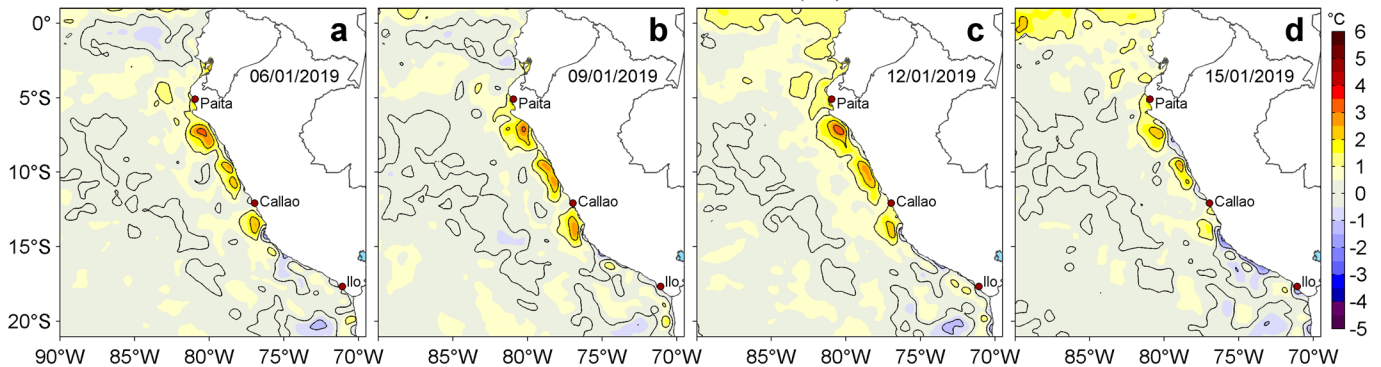 a
b
c
d
°C
06/01/2019
09/01/2019
12/01/2019
15/01/2019
Paita
Callao
Ilo
Paita
Callao
Ilo
Paita
Callao
Ilo
Paita
Callao
Ilo
0°
5°S
10°S
15°S
20°S
90°W 85°W 80°W 75°W 70°W
85°W 80°W 75°W 70°W
85°W 80°W 75°W 70°W
85°W 80°W 75°W 70°W
6
5
4
3
2
1
0
-1
-2
-3
-4
-5